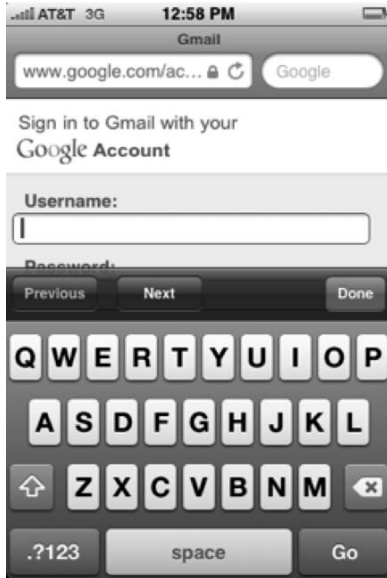 AT&T 3G 12:58 PM
Gmail
www.google.com/ac... Google
Sign in to Gmail with your
Google Account
Username:
Password:
Previous Next Done
Q W E R T Y U I O P
A S D F G H J K L
Z X C V B N M
.?123 space Go